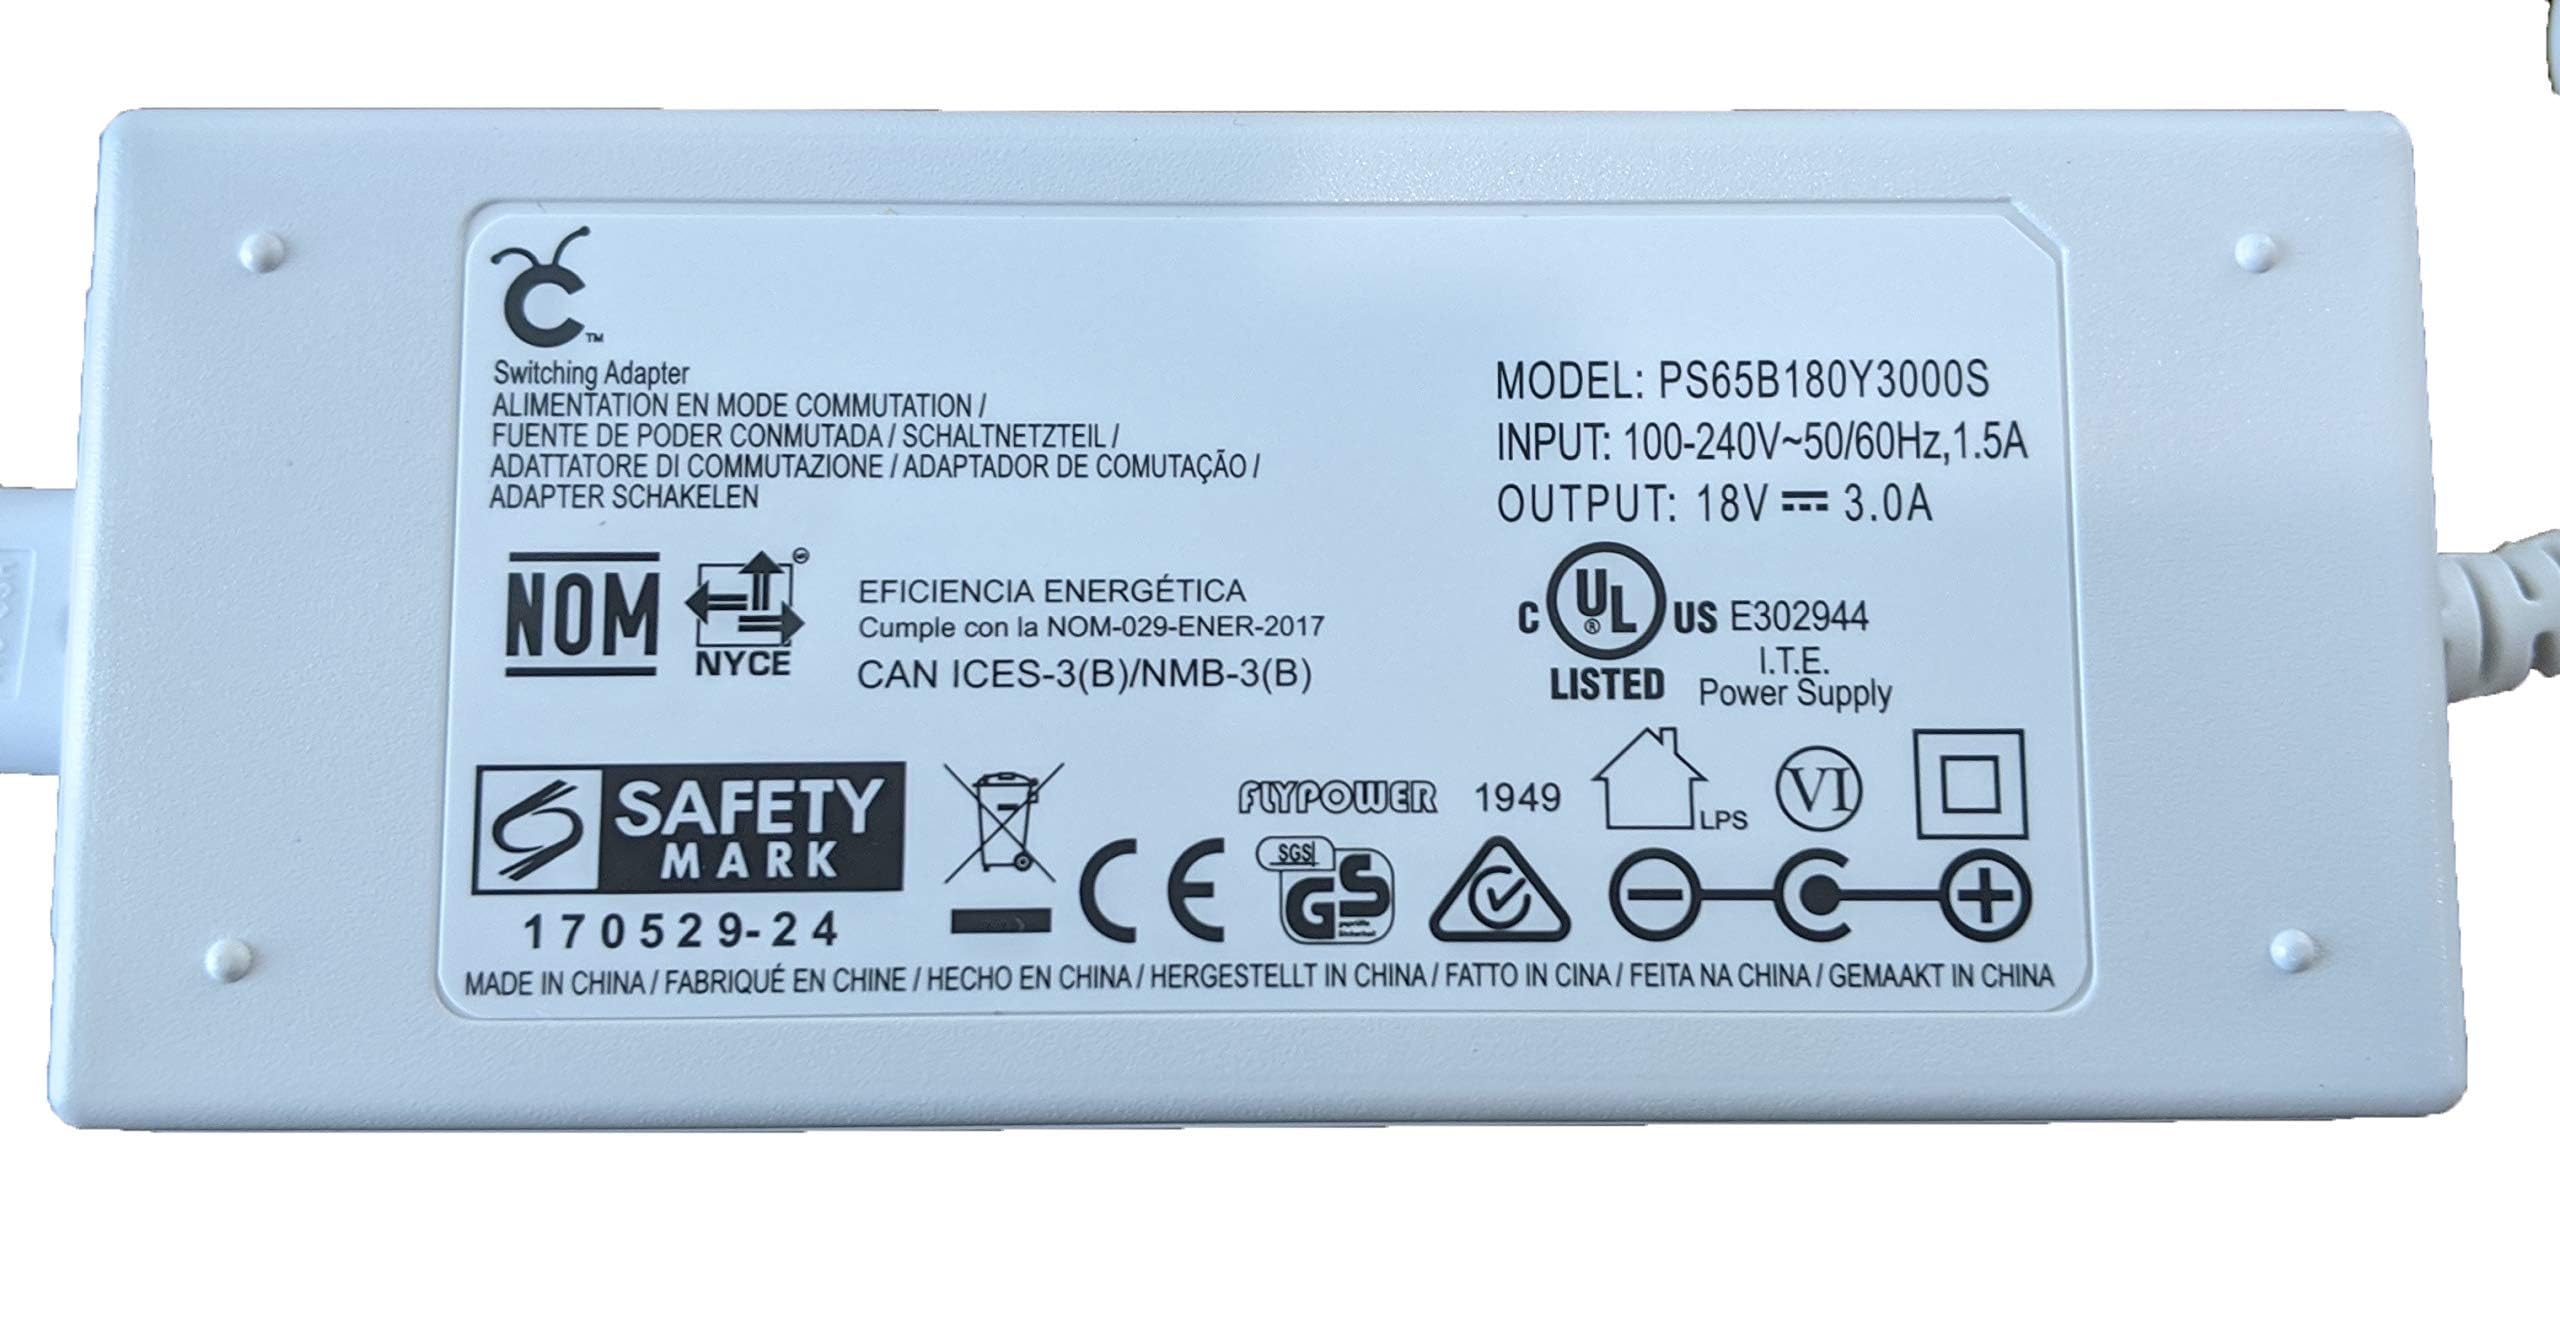 C™
Switching Adapter
ALIMENTATION EN MODE COMMUTATION /
FUENTE DE PODER CONMUTADA / SCHALTNETZTEIL /
ADATTATORE DI COMMUTAZIONE / ADAPTADOR DE COMUTAÇÃO /
ADAPTER SCHAKELEN
MODEL: PS65B180Y3000S
INPUT: 100-240V~50/60Hz,1.5A
OUTPUT: 18V⎓3.0A
NOM
NYCE
EFICIENCIA ENERGÉTICA
Cumple con la NOM-029-ENER-2017
CAN ICES-3(B)/NMB-3(B)
C UL® US E302944
LISTED
I.T.E.
Power Supply
SAFETY
MARK
170529-24
CE
FLYPOWER 1949
SGS
GS
geprüfte
Sicherheit
LPS
VI
MADE IN CHINA / FABRIQUÉ EN CHINE / HECHO EN CHINA / HERGESTELLT IN CHINA / FATTO IN CINA / FEITA NA CHINA / GEMAAKT IN CHINA